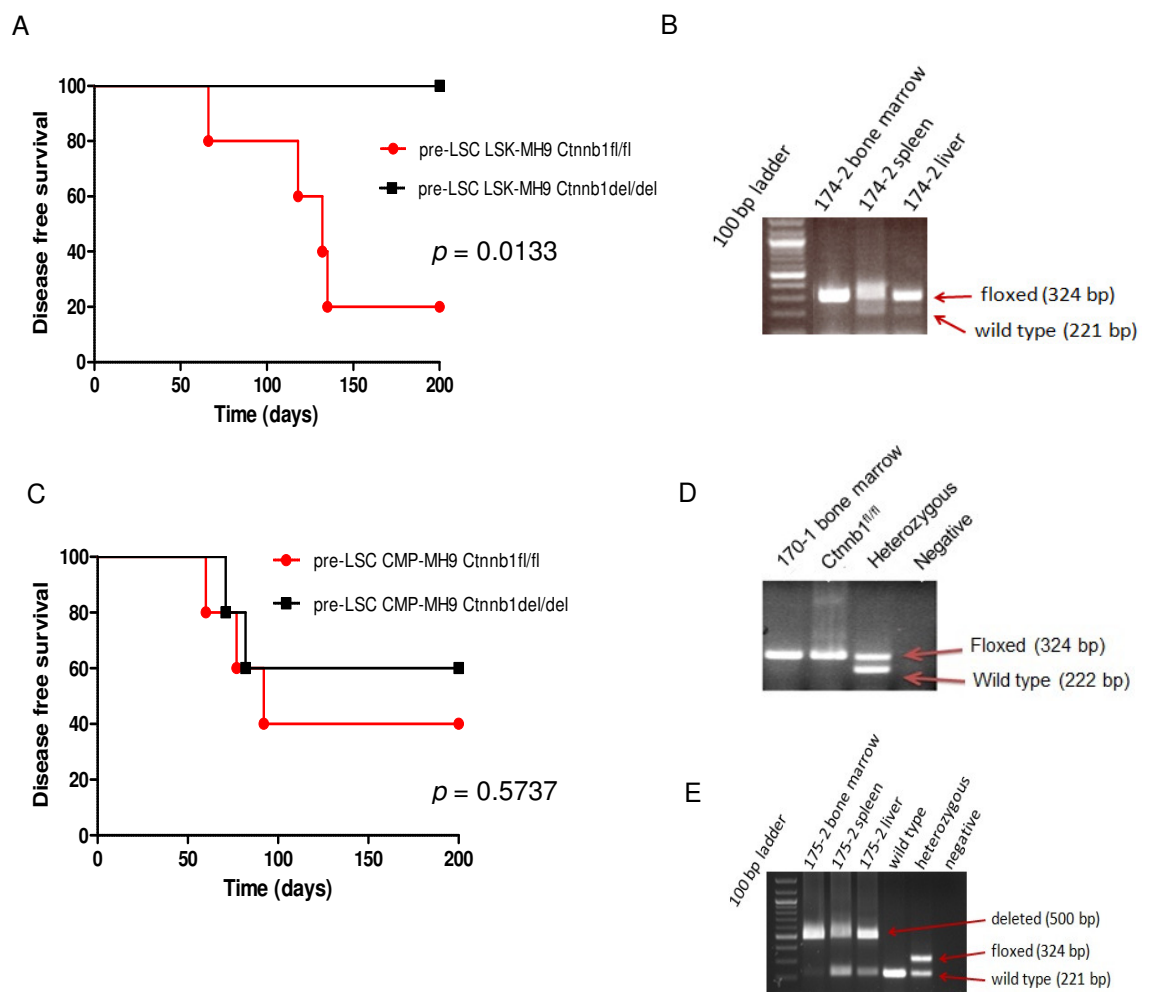 A
Disease free survival
100
80
60
40
20
0
0 50 100 150 200
Time (days)
pre-LSC LSK-MH9 Ctnnb1fl/fl
pre-LSC LSK-MH9 Ctnnb1del/del
p = 0.0133
B
100 bp ladder
174-2 bone marrow
174-2 spleen
174-2 liver
floxed (324 bp)
wild type (221 bp)
C
Disease free survival
100
80
60
40
20
0
0 50 100 150 200
Time (days)
pre-LSC CMP-MH9 Ctnnb1fl/fl
pre-LSC CMP-MH9 Ctnnb1del/del
p = 0.5737
D
170-1 bone marrow
Ctnnb1fl/fl
Heterozygous
Negative
Floxed (324 bp)
Wild type (222 bp)
E
100 bp ladder
175-2 bone marrow
175-2 spleen
175-2 liver
wild type
heterozygous
negative
deleted (500 bp)
floxed (324 bp)
wild type (221 bp)